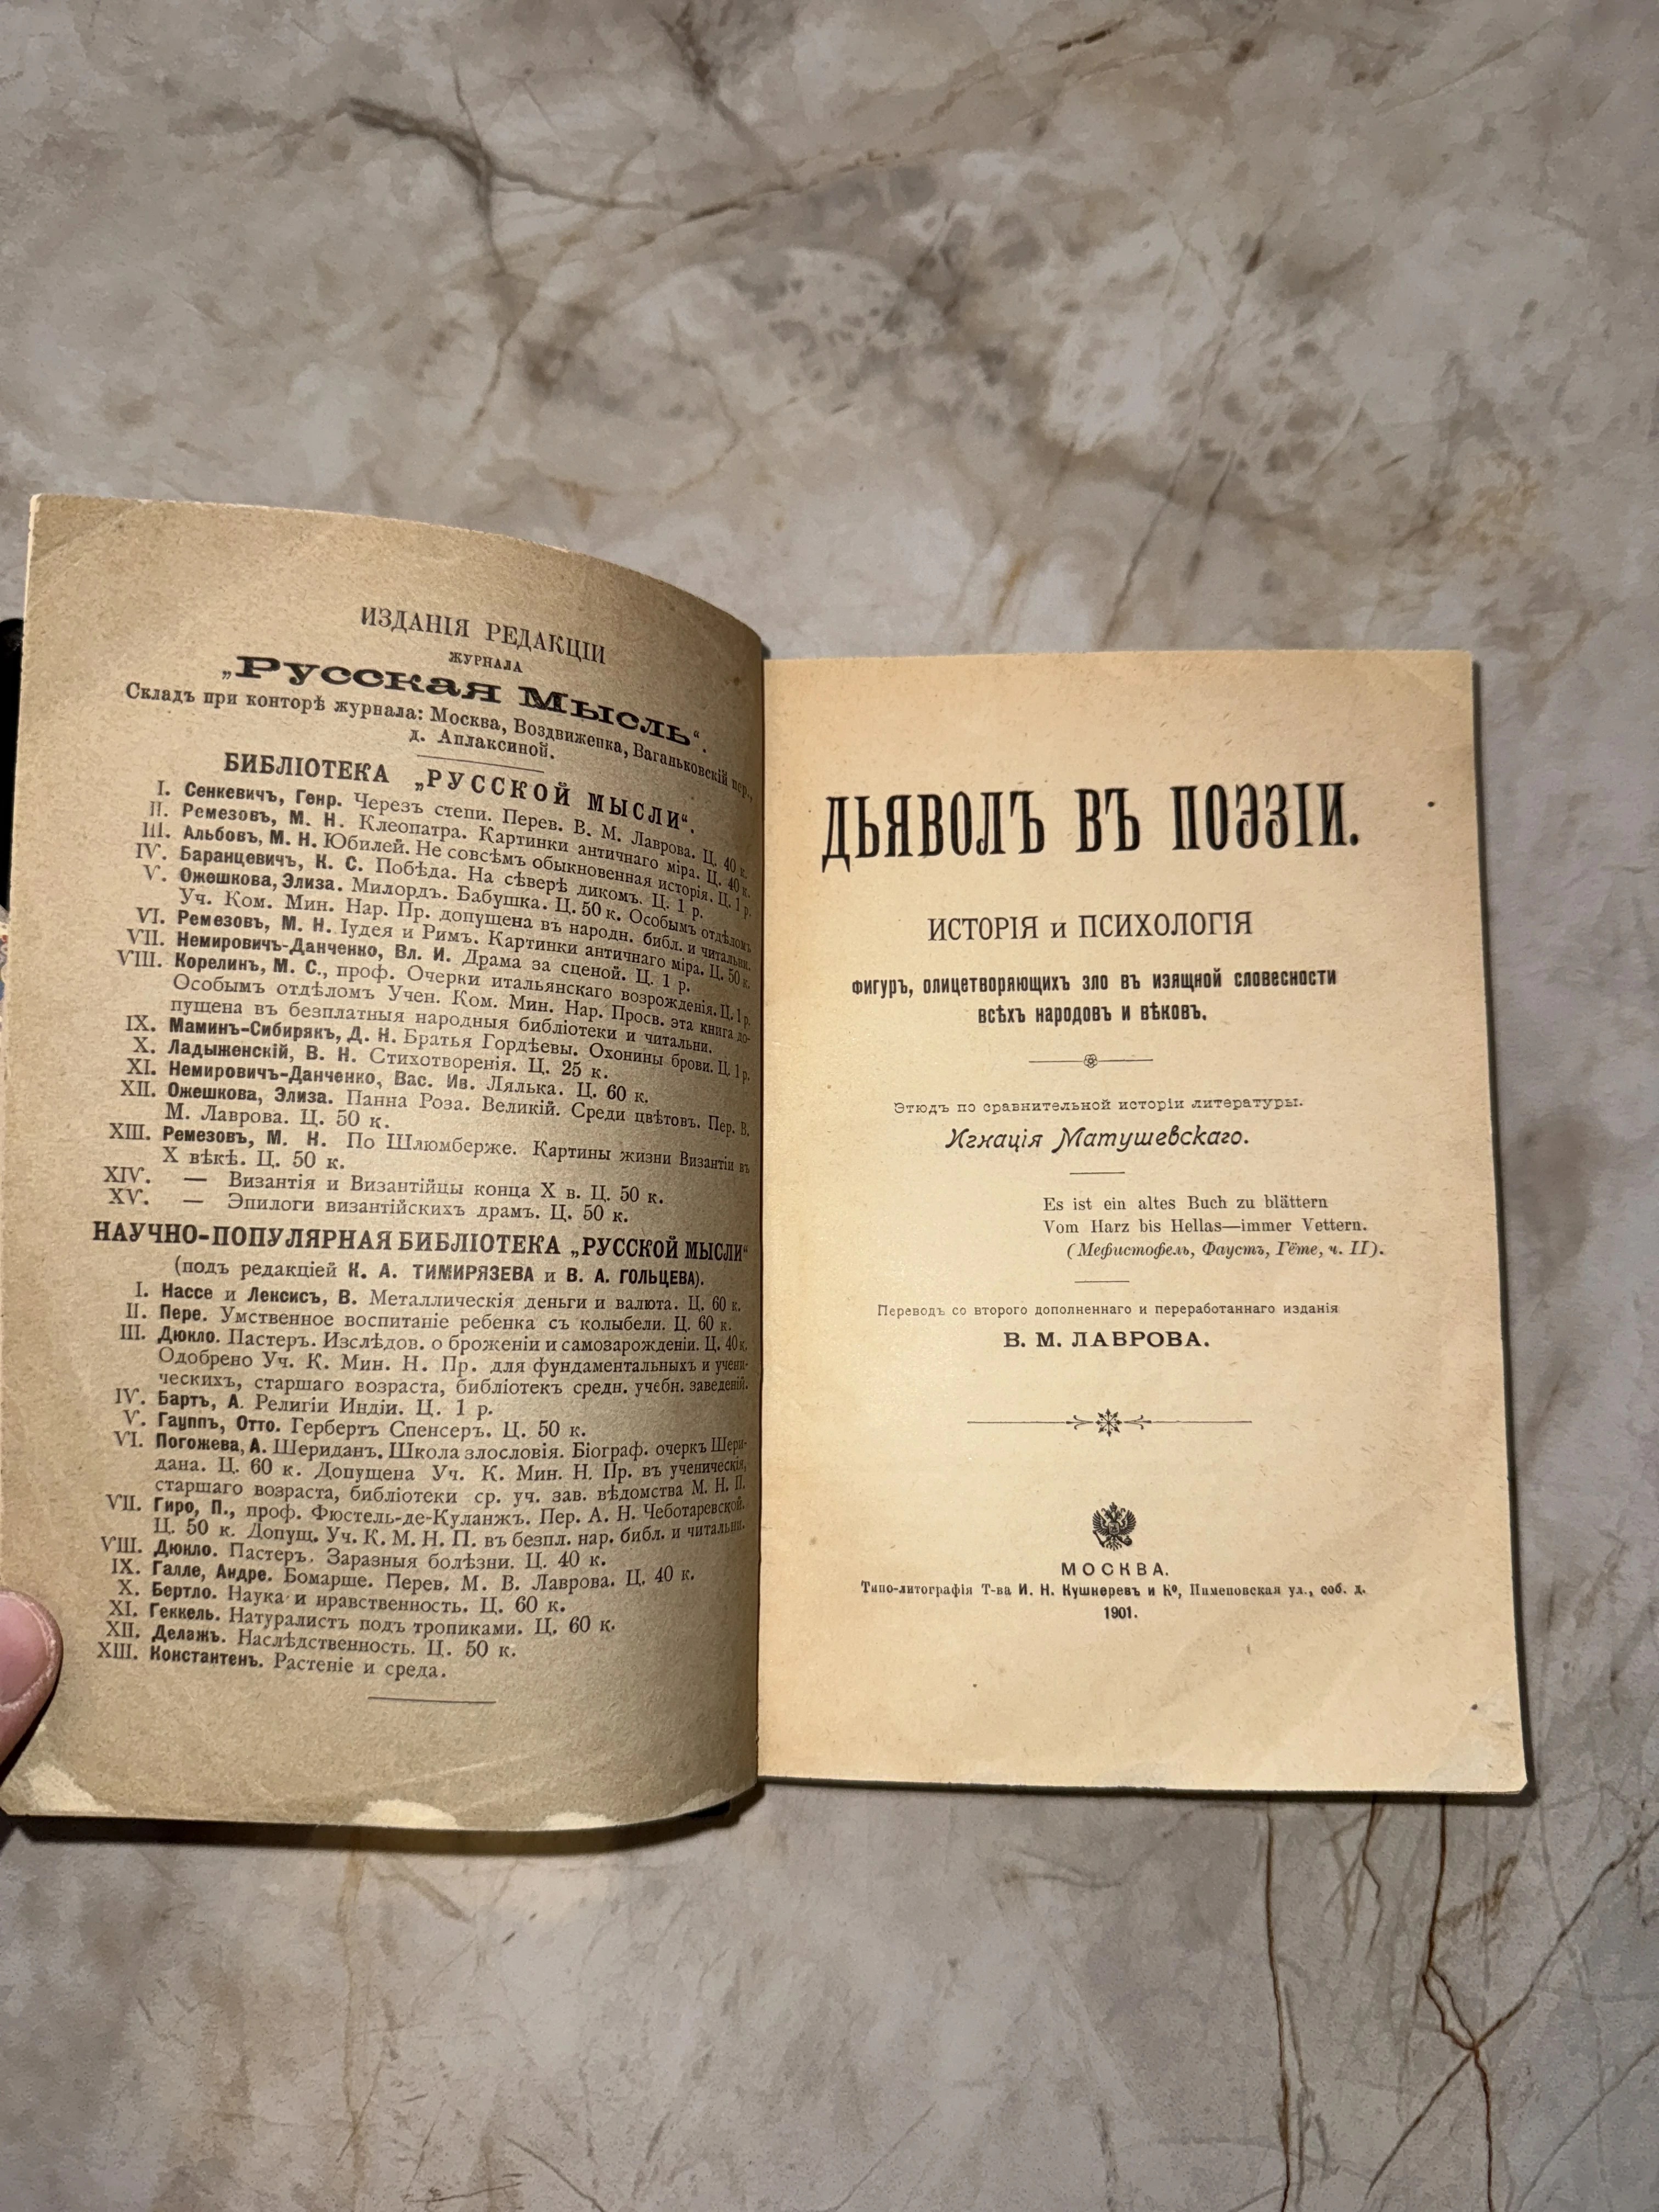 ИЗДАНІЯ РЕДАКЦІИ
ЖУРНАЛА
„Русская Мысль“.
Складъ при конторѣ журнала: Москва, Воздвиженка, Ваганьковскій пер.,
д. Аплаксиной.
БИБЛІОТЕКА „РУССКОЙ МЫСЛИ“.
I. Сенкевичъ, Генр. Черезъ степи. Перев. В. М. Лаврова. Ц. 40 к.
II. Ремезовъ, М. Н. Клеопатра. Картинки античнаго міра. Ц. 40 к.
III. Альбовъ, М. Н. Юбилей. Не совсѣмъ обыкновенная исторія. Ц. 1 р.
IV. Баранцевичъ, К. С. Побѣда. На сѣверѣ дикомъ. Ц. 1 р.
V. Ожешкова, Элиза. Милордъ. Бабушка. Ц. 50 к. Особымъ отдѣломъ
Уч. Ком. Мин. Нар. Пр. допущена въ народн. библ. и читальни.
VI. Ремезовъ, М. Н. Іудея и Римъ. Картинки античнаго міра. Ц. 50 к.
VII. Немировичъ-Данченко, Вл. И. Драма за сценой. Ц. 1 р.
VIII. Корелинъ, М. С., проф. Очерки итальянскаго возрожденія. Ц. 1 р.
Особымъ отдѣломъ Учен. Ком. Мин. Нар. Просв. эта книга до-
пущена въ безплатныя народныя библіотеки и читальни.
IX. Маминъ-Сибирякъ, Д. Н. Братья Гордѣевы. Охонины брови. Ц. 1 р.
X. Ладыженскій, В. Н. Стихотворенія. Ц. 25 к.
XI. Немировичъ-Данченко, Вас. Ив. Лялька. Ц. 60 к.
XII. Ожешкова, Элиза. Панна Роза. Великій. Среди цвѣтовъ. Пер. В.
М. Лаврова. Ц. 50 к.
XIII. Ремезовъ, М. Н. По Шлюмберже. Картины жизни Византіи въ
X вѣкѣ. Ц. 50 к.
XIV. — Византія и Византійцы конца X в. Ц. 50 к.
XV. — Эпилоги византійскихъ драмъ. Ц. 50 к.
НАУЧНО-ПОПУЛЯРНАЯ БИБЛІОТЕКА „РУССКОЙ МЫСЛИ“
(подъ редакціей К. А. ТИМИРЯЗЕВА и В. А. ГОЛЬЦЕВА).
I. Нассе и Лексисъ, В. Металлическія деньги и валюта. Ц. 60 к.
II. Пере. Умственное воспитаніе ребенка съ колыбели. Ц. 60 к.
III. Дюкло. Пастеръ. Изслѣдов. о броженіи и самозарожденіи. Ц. 40 к.
Одобрено Уч. К. Мин. Н. Пр. для фундаментальныхъ и учени-
ческихъ, старшаго возраста, библіотекъ средн. учебн. заведеній.
IV. Бартъ, А. Религіи Индіи. Ц. 1 р.
V. Гауппъ, Отто. Гербертъ Спенсеръ. Ц. 50 к.
VI. Погожева, А. Шериданъ. Школа злословія. Біограф. очеркъ Шери-
дана. Ц. 60 к. Допущена Уч. К. Мин. Н. Пр. въ ученическія,
старшаго возраста, библіотеки ср. уч. зав. вѣдомства М. Н. П.
VII. Гиро, П., проф. Фюстель-де-Куланжъ. Пер. А. Н. Чеботаревской.
Ц. 50 к. Допущ. Уч. К. М. Н. П. въ безпл. нар. библ. и читальни.
VIII. Дюкло. Пастеръ. Заразныя болѣзни. Ц. 40 к.
IX. Галле, Андре. Бомарше. Перев. М. В. Лаврова. Ц. 40 к.
X. Бертло. Наука и нравственность. Ц. 60 к.
XI. Геккель. Натуралистъ подъ тропиками. Ц. 60 к.
XII. Делажъ. Наслѣдственность. Ц. 50 к.
XIII. Константенъ. Растеніе и среда.
ДЬЯВОЛЪ ВЪ ПОЭЗІИ.
ИСТОРІЯ и ПСИХОЛОГІЯ
ФИГУРЪ, ОЛИЦЕТВОРЯЮЩИХЪ ЗЛО ВЪ ИЗЯЩНОЙ СЛОВЕСНОСТИ
ВСѢХЪ НАРОДОВЪ И ВѢКОВЪ.
Этюдъ по сравнительной исторіи литературы.
Игнація Матушевскаго.
Es ist ein altes Buch zu blättern
Vom Harz bis Hellas—immer Vettern.
(Мефистофель, Фаустъ, Гёте, ч. II).
Переводъ со второго дополненнаго и переработаннаго изданія
В. М. ЛАВРОВА.
МОСКВА.
Типо-литографія Т-ва И. Н. Кушнеревъ и Ко, Пименовская ул., соб. д.
1901.